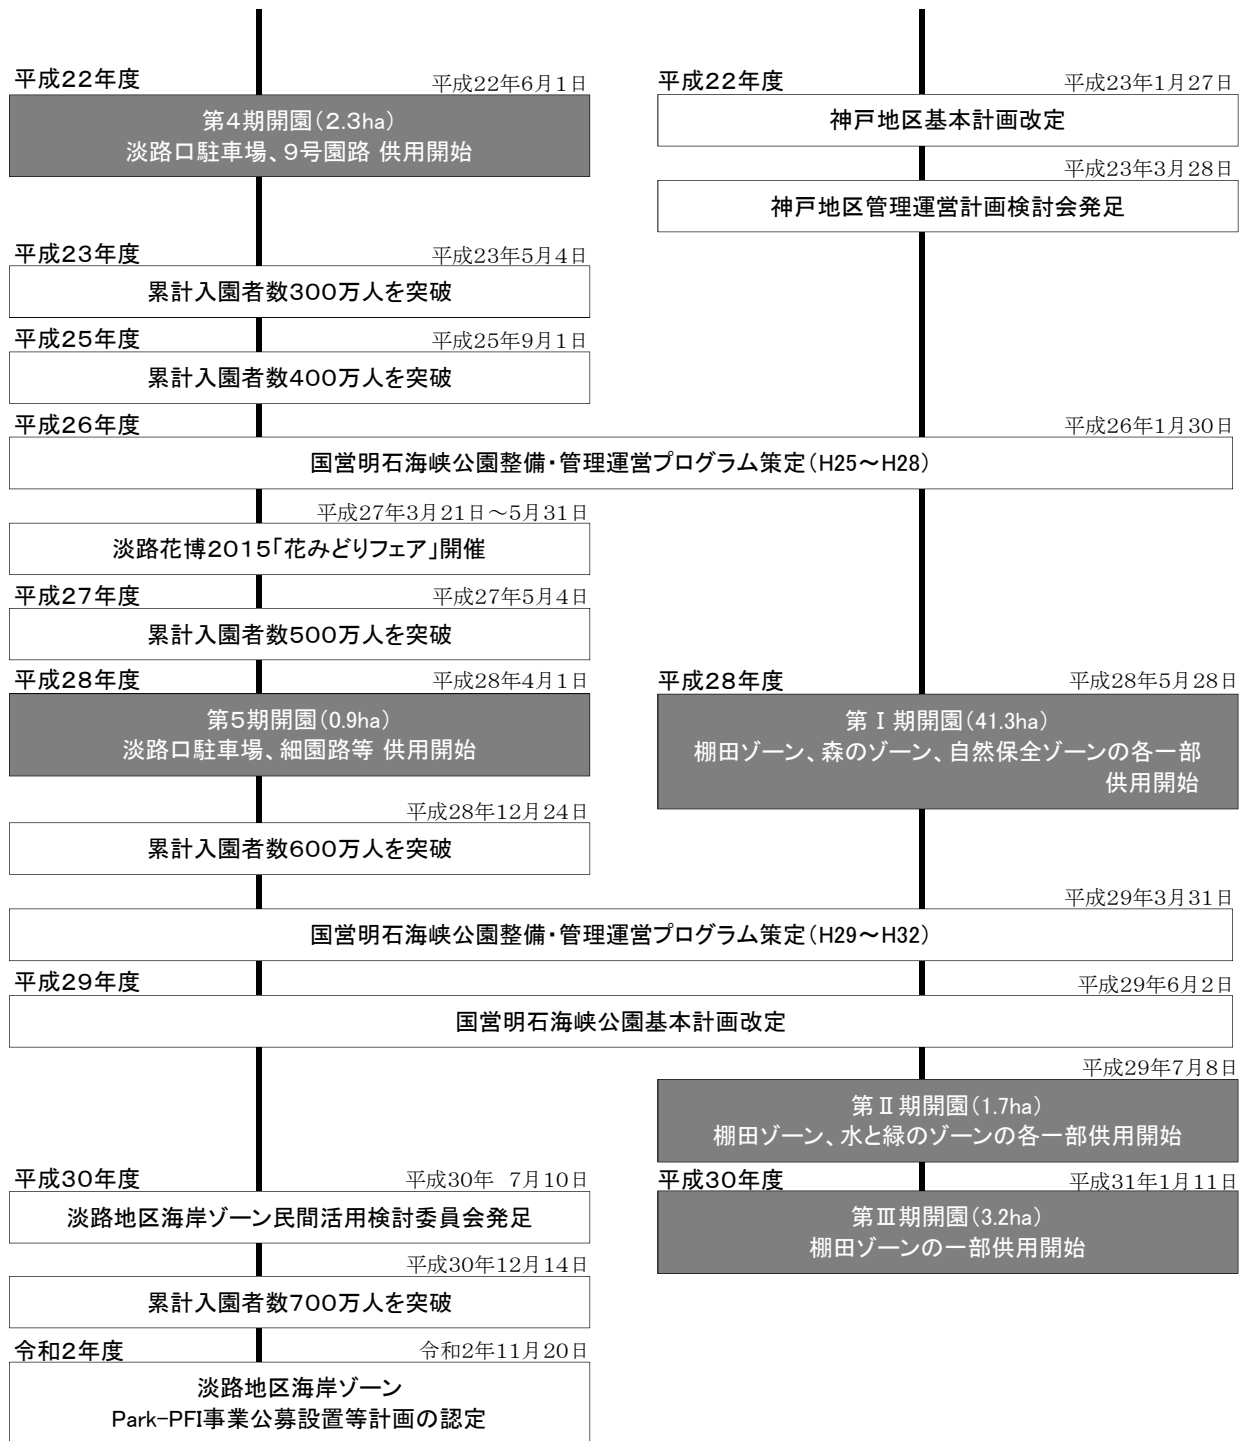 平成22年度
平成22年6月1日
第4期開園(2.3ha)
淡路口駐車場、9号園路 供用開始
平成22年度
平成23年1月27日
神戸地区基本計画改定
平成23年3月28日
神戸地区管理運営計画検討会発足
平成23年度
平成23年5月4日
累計入園者数300万人を突破
平成25年度
平成25年9月1日
累計入園者数400万人を突破
平成26年度
平成26年1月30日
国営明石海峡公園整備・管理運営プログラム策定(H25～H28)
平成27年3月21日～5月31日
淡路花博2015「花みどりフェア」開催
平成27年度
平成27年5月4日
累計入園者数500万人を突破
平成28年度
平成28年4月1日
第5期開園(0.9ha)
淡路口駐車場、細園路等 供用開始
平成28年度
平成28年5月28日
第Ⅰ期開園(41.3ha)
棚田ゾーン、森のゾーン、自然保全ゾーンの各一部
供用開始
平成28年12月24日
累計入園者数600万人を突破
平成29年3月31日
国営明石海峡公園整備・管理運営プログラム策定(H29～H32)
平成29年度
平成29年6月2日
国営明石海峡公園基本計画改定
平成29年7月8日
第Ⅱ期開園(1.7ha)
棚田ゾーン、水と緑のゾーンの各一部供用開始
平成30年度
平成30年 7月10日
淡路地区海岸ゾーン民間活用検討委員会発足
平成30年度
平成31年1月11日
第Ⅲ期開園(3.2ha)
棚田ゾーンの一部供用開始
平成30年12月14日
累計入園者数700万人を突破
令和2年度
令和2年11月20日
淡路地区海岸ゾーン
Park-PFI事業公募設置等計画の認定